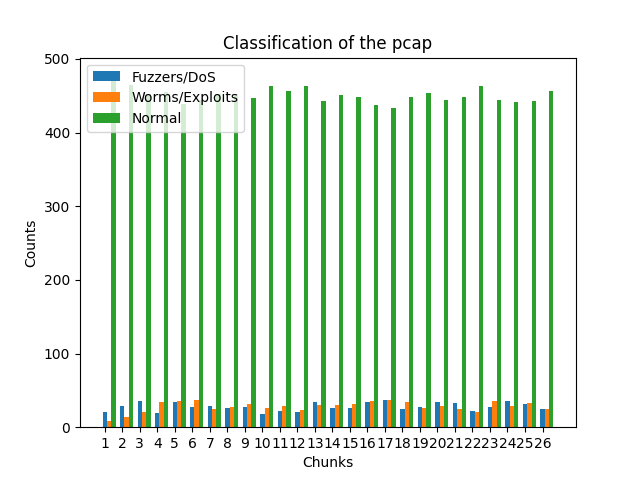 Classification of the pcap
Fuzzers/DoS
Worms/Exploits
Normal
500
400
300
200
100
0
Counts
1 2 3 4 5 6 7 8 9 10 11 12 13 14 15 16 17 18 19 20 21 22 23 24 25 26
Chunks